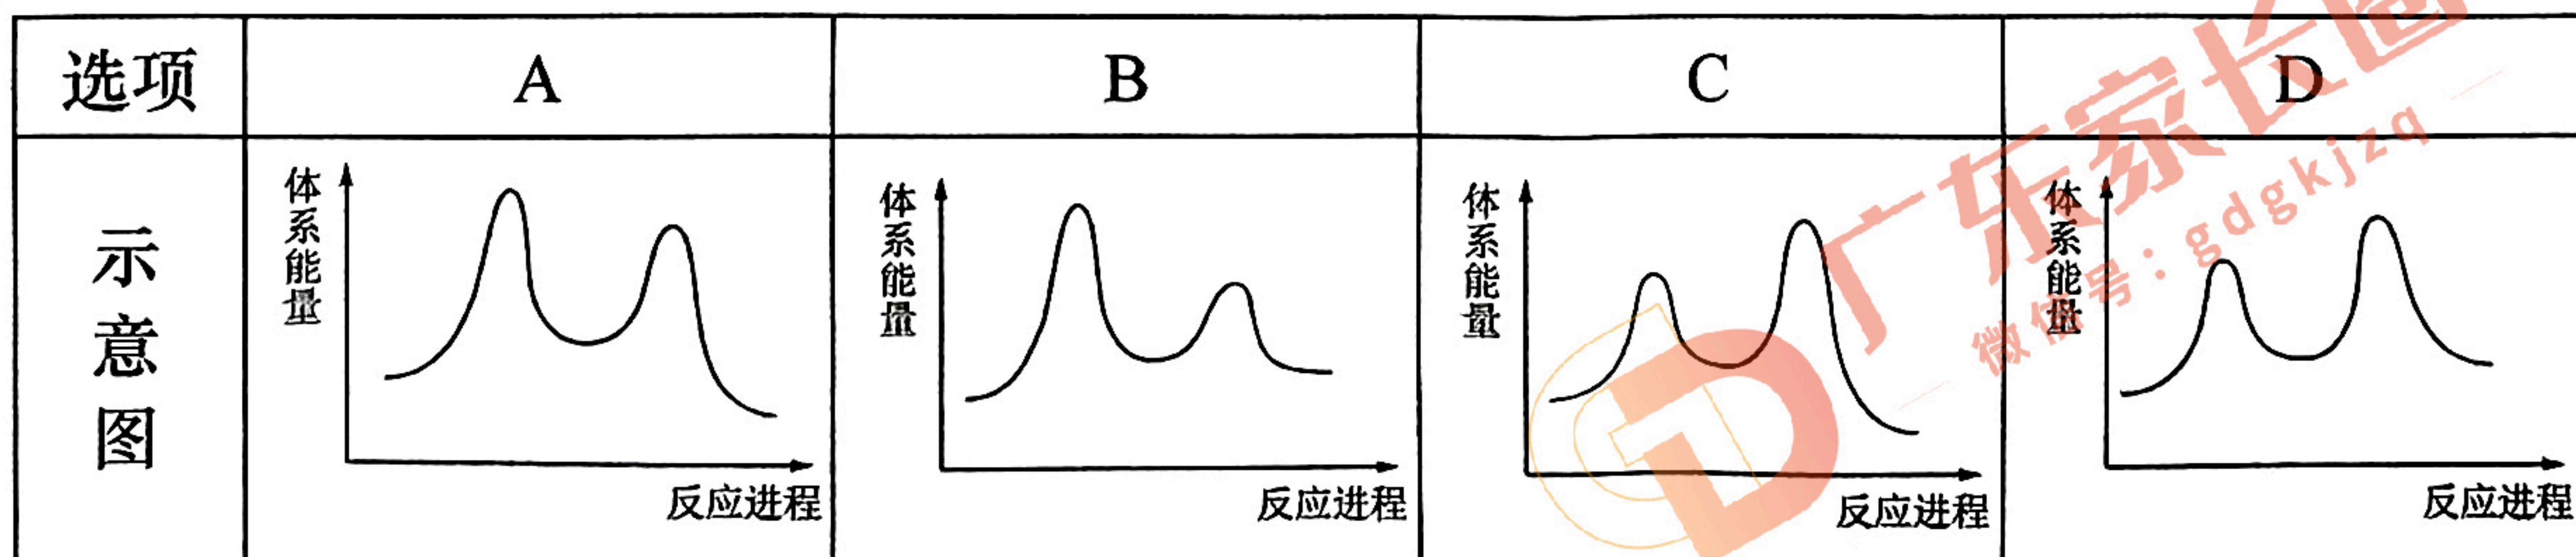 选项 A B C D
示意图
体系能量
反应进程
体系能量
反应进程
体系能量
反应进程
体系能量
反应进程
广东家长圈
微信号：gdgkjzq